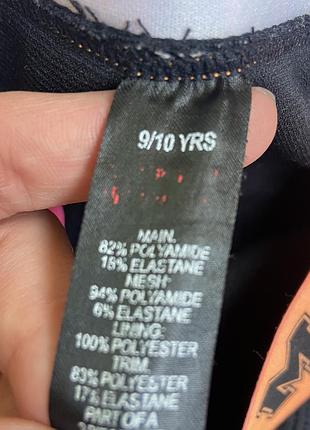 9/10 YRS
MAIN.
82% POLYAMIDE
18% ELASTANE
MESH:
94% POLYAMIDE
6% ELASTANE
LINING:
100% POLYESTER
TRIM.
83% POLYESTER
17% ELASTANE
PART OF A